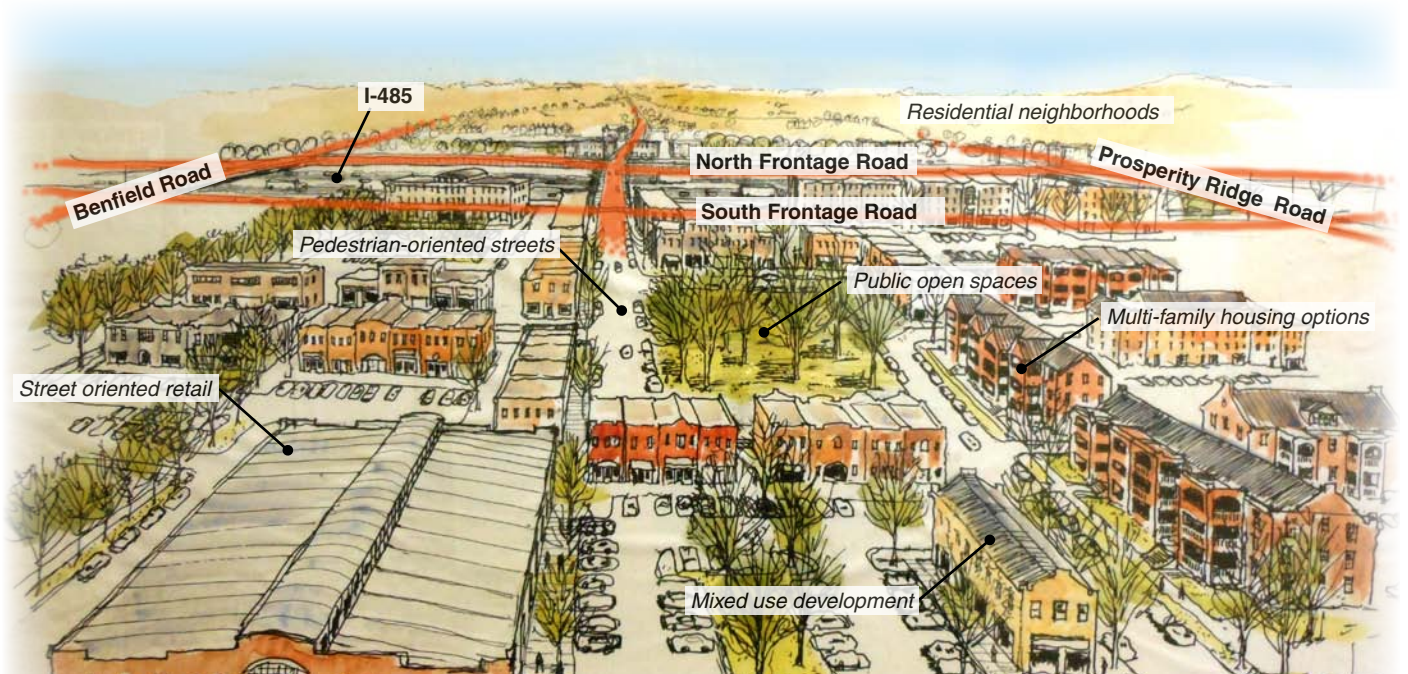 I-485
Residential neighborhoods
North Frontage Road
Prosperity Ridge Road
Benfield Road
South Frontage Road
Pedestrian-oriented streets
Public open spaces
Multi-family housing options
Street oriented retail
Mixed use development